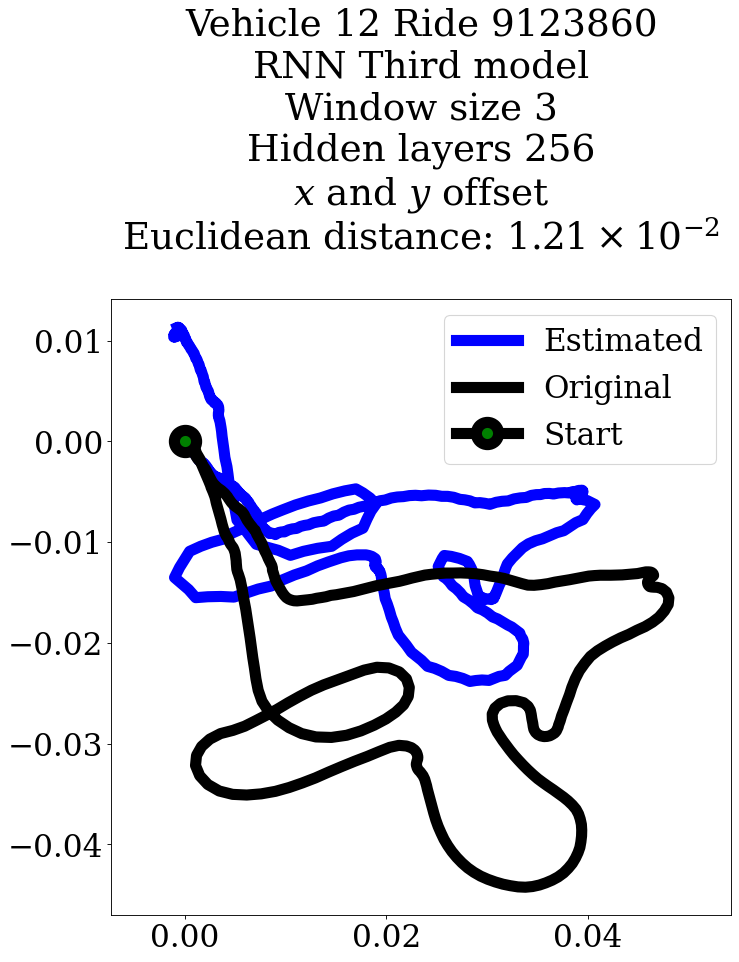 Vehicle 12 Ride 9123860
RNN Third model
Window size 3
Hidden layers 256
x and y offset
Euclidean distance: 1.21 × 10⁻²
Estimated
Original
Start
0.01
0.00
−0.01
−0.02
−0.03
−0.04
0.00 0.02 0.04